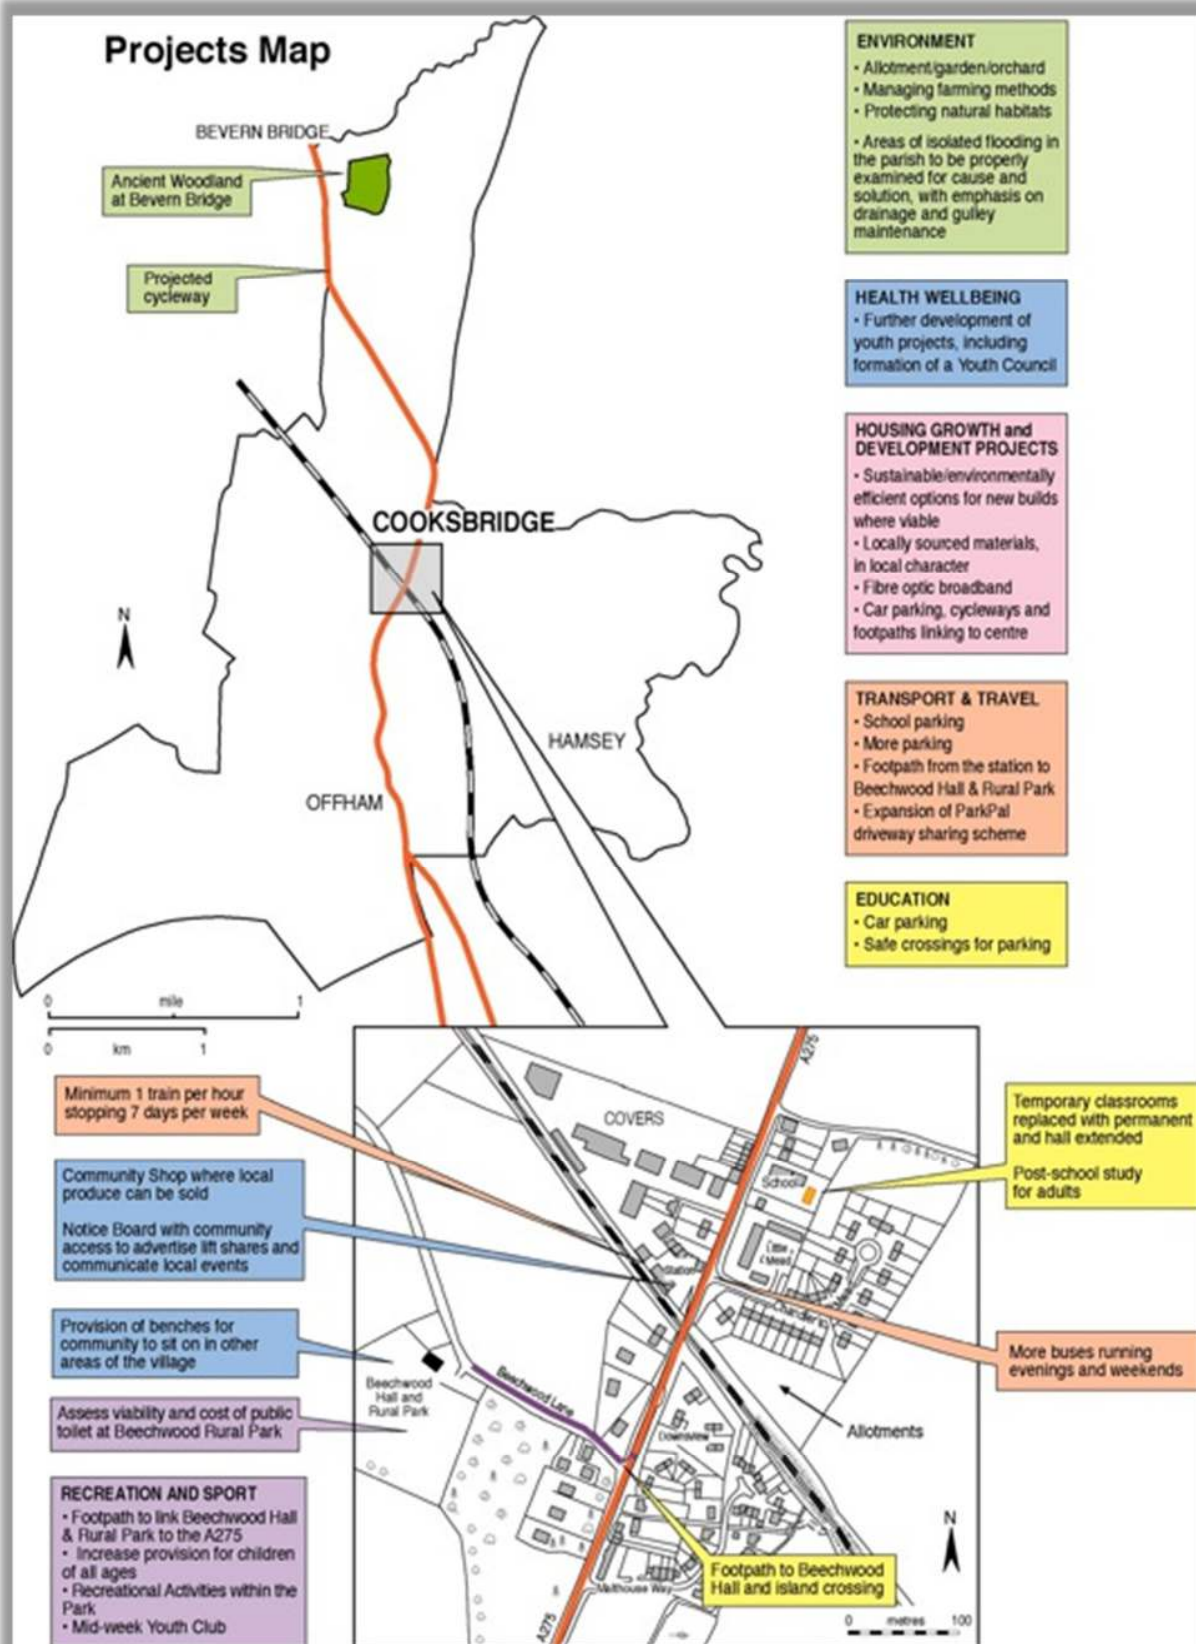 Projects Map
BEVERN BRIDGE
Ancient Woodland
at Bevern Bridge
Projected
cycleway
COOKSBRIDGE
N
HAMSEY
OFFHAM
0 mile 1
0 km 1
ENVIRONMENT
• Allotment/garden/orchard
• Managing farming methods
• Protecting natural habitats
• Areas of isolated flooding in
the parish to be properly
examined for cause and
solution, with emphasis on
drainage and gulley
maintenance
HEALTH WELLBEING
• Further development of
youth projects, including
formation of a Youth Council
HOUSING GROWTH and
DEVELOPMENT PROJECTS
• Sustainable/environmentally
efficient options for new builds
where viable
• Locally sourced materials,
in local character
• Fibre optic broadband
• Car parking, cycleways and
footpaths linking to centre
TRANSPORT & TRAVEL
• School parking
• More parking
• Footpath from the station to
Beechwood Hall & Rural Park
• Expansion of ParkPal
driveway sharing scheme
EDUCATION
• Car parking
• Safe crossings for parking
Minimum 1 train per hour
stopping 7 days per week
Community Shop where local
produce can be sold
Notice Board with community
access to advertise lift shares and
communicate local events
Provision of benches for
community to sit on in other
areas of the village
Assess viability and cost of public
toilet at Beechwood Rural Park
RECREATION AND SPORT
• Footpath to link Beechwood Hall
& Rural Park to the A275
• Increase provision for children
of all ages
• Recreational Activities within the
Park
• Mid-week Youth Club
A275
COVERS
School
Little
Mead
Station
Beechwood
Hall and
Rural Park
Beechwood Lane
Downsview
Allotments
Malthouse Way
A275
N
0 metres 100
Temporary classrooms
replaced with permanent
and hall extended
Post-school study
for adults
More buses running
evenings and weekends
Footpath to Beechwood
Hall and island crossing